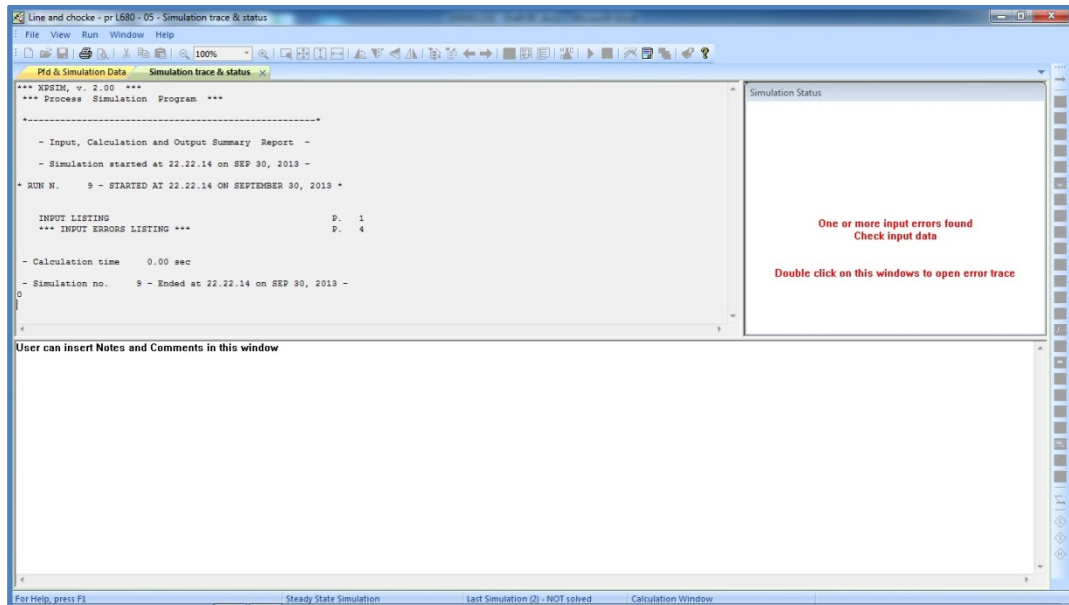 Line and chocke - pr L680 - 05 - Simulation trace & status
File View Run Window Help
100%
Pfd & Simulation Data Simulation trace & status
*** XPSIM, v. 2.00 ***
*** Process Simulation Program ***
*-------------------------------------------------------*
- Input, Calculation and Output Summary Report -
- Simulation started at 22.22.14 on SEP 30, 2013 -
* RUN N. 9 - STARTED AT 22.22.14 ON SEPTEMBER 30, 2013 *
INPUT LISTING P. 1
*** INPUT ERRORS LISTING *** P. 4
- Calculation time 0.00 sec
- Simulation no. 9 - Ended at 22.22.14 on SEP 30, 2013 -
0
Simulation Status
One or more input errors found
Check input data
Double click on this windows to open error trace
User can insert Notes and Comments in this window
For Help, press F1 Steady State Simulation Last Simulation (2) - NOT solved Calculation Window